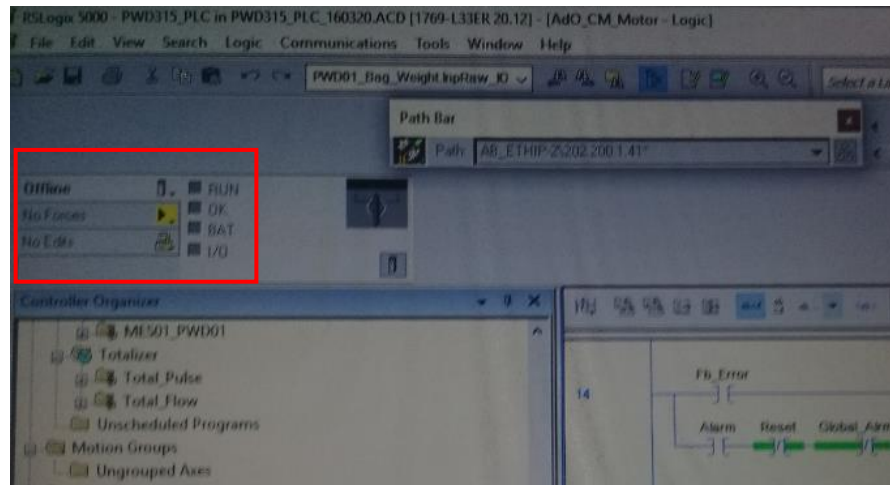 RSLogix 5000 - PWD315_PLC in PWD315_PLC_160320.ACD [1769-L33ER 20.12] - [AdO_CM_Motor - Logic]
File Edit View Search Logic Communications Tools Window Help
PWD01_Bag_Weight.InpRaw_IO
Select a La
Path Bar
Path: AB_ETHIP-2\202.200.1.41*
Offline
RUN
No Forces
OK
BAT
No Edits
I/O
Controller Organizer
MES01_PWD01
Totalizer
Total_Pulse
Total_Flow
Unscheduled Programs
Motion Groups
Ungrouped Axes
14
Fb_Error
Alarm Reset Global_Alrm